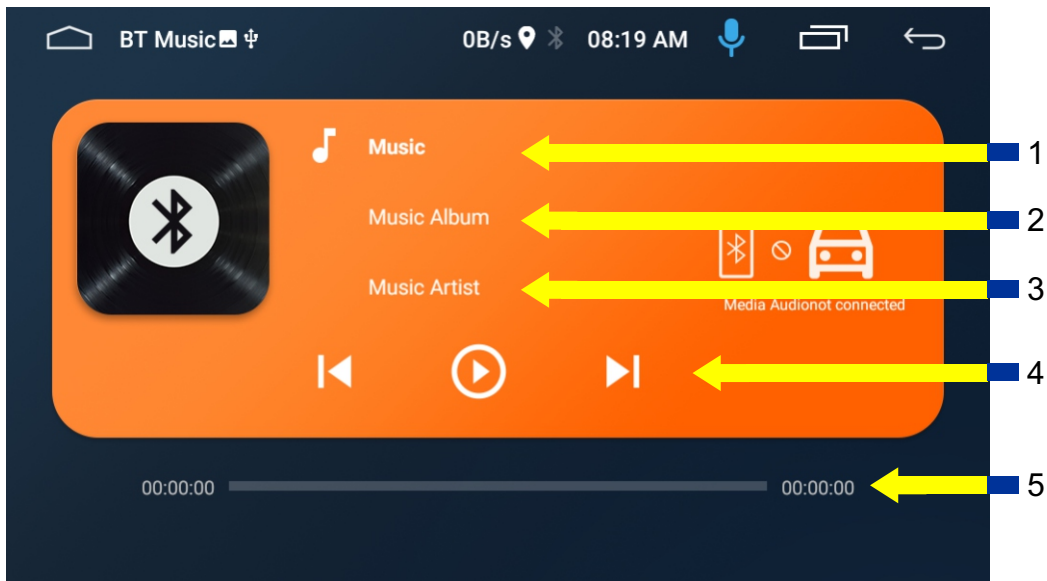 BT Music 0B/s 08:19 AM
Music 1
Music Album 2
Music Artist 3
Media Audionot connected
4
00:00:00 00:00:00 5